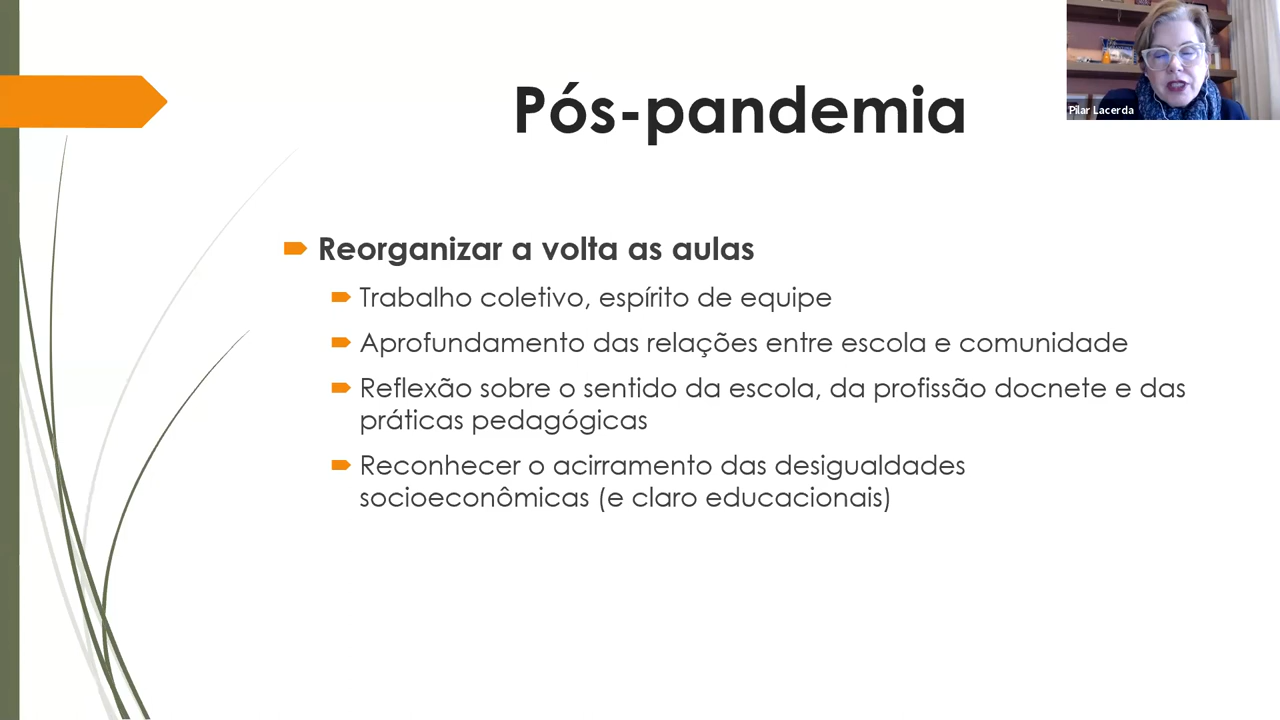 Pós-pandemia
Pilar Lacerda
Reorganizar a volta as aulas
Trabalho coletivo, espírito de equipe
Aprofundamento das relações entre escola e comunidade
Reflexão sobre o sentido da escola, da profissão docnete e das
práticas pedagógicas
Reconhecer o acirramento das desigualdades
socioeconômicas (e claro educacionais)